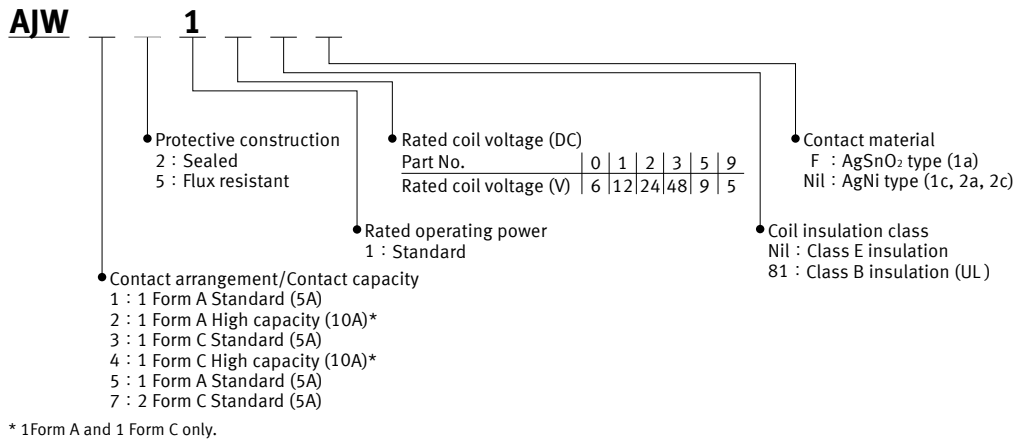 AJW 1
Protective construction
2 : Sealed
5 : Flux resistant
Rated coil voltage (DC)
Part No. 0 1 2 3 5 9
Rated coil voltage (V) 6 12 24 48 9 5
Contact material
F : AgSnO₂ type (1a)
Nil : AgNi type (1c, 2a, 2c)
Rated operating power
1 : Standard
Coil insulation class
Nil : Class E insulation
81 : Class B insulation (UL)
Contact arrangement/Contact capacity
1 : 1 Form A Standard (5A)
2 : 1 Form A High capacity (10A)*
3 : 1 Form C Standard (5A)
4 : 1 Form C High capacity (10A)*
5 : 1 Form A Standard (5A)
7 : 2 Form C Standard (5A)
* 1Form A and 1 Form C only.